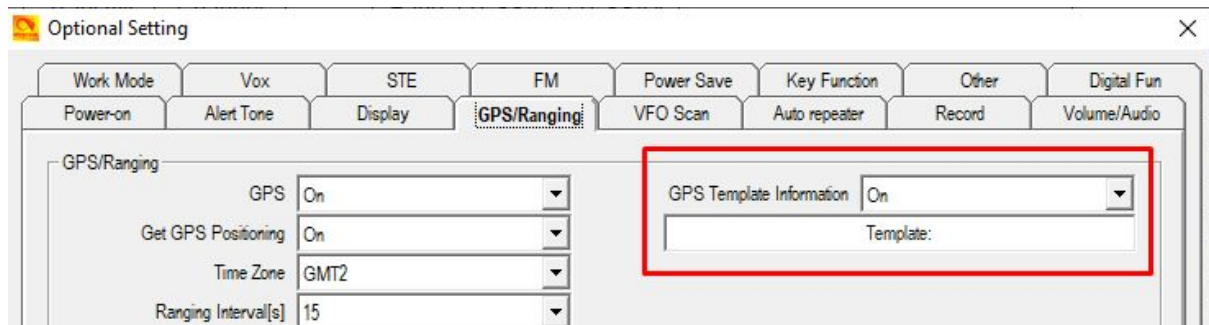 Optional Setting
Work Mode Vox STE FM Power Save Key Function Other Digital Fun
Power-on Alert Tone Display GPS/Ranging VFO Scan Auto repeater Record Volume/Audio
GPS/Ranging
GPS On GPS Template Information On
Get GPS Positioning On Template:
Time Zone GMT2
Ranging Interval[s] 15